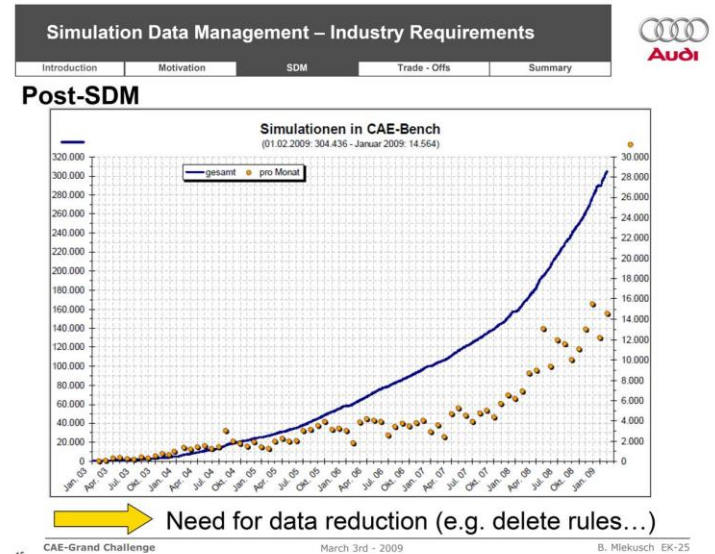 Simulation Data Management – Industry Requirements
Audi
Introduction
Motivation
SDM
Trade - Offs
Summary
Post-SDM
Simulationen in CAE-Bench
(01.02.2009: 304.436 - Januar 2009: 14.564)
gesamt
pro Monat
320.000
300.000
280.000
260.000
240.000
220.000
200.000
180.000
160.000
140.000
120.000
100.000
80.000
60.000
40.000
20.000
0
30.000
28.000
26.000
24.000
22.000
20.000
18.000
16.000
14.000
12.000
10.000
8.000
6.000
4.000
2.000
0
Jan. 03
Apr. 03
Jul. 03
Okt. 03
Jan. 04
Apr. 04
Jul. 04
Okt. 04
Jan. 05
Apr. 05
Jul. 05
Okt. 05
Jan. 06
Apr. 06
Jul. 06
Okt. 06
Jan. 07
Apr. 07
Jul. 07
Okt. 07
Jan. 08
Apr. 08
Jul. 08
Okt. 08
Jan. 09
Need for data reduction (e.g. delete rules…)
CAE-Grand Challenge
March 3rd - 2009
B. Mlekusch EK-25